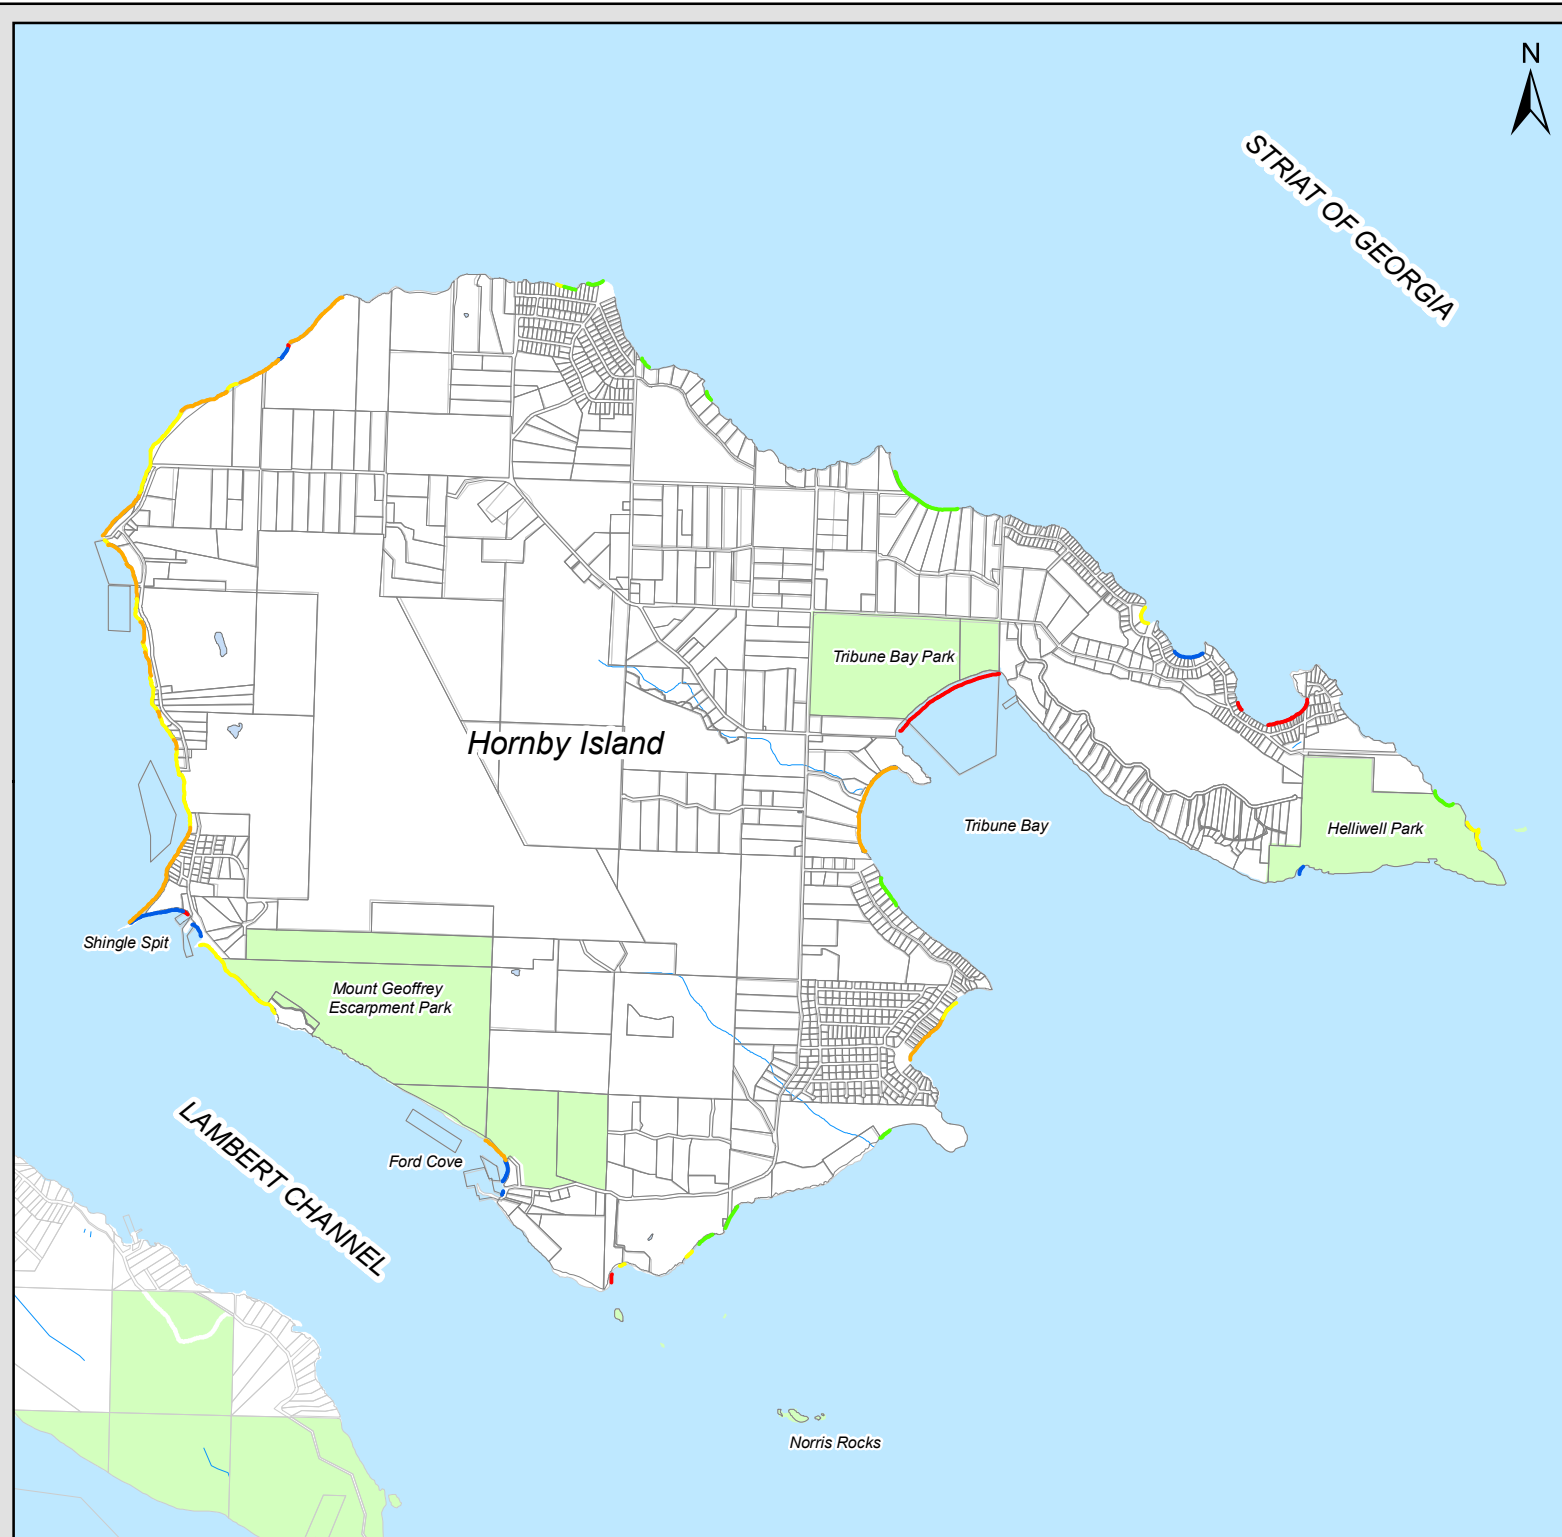 N
STRIAT OF GEORGIA
Tribune Bay Park
Hornby Island
Tribune Bay
Helliwell Park
Shingle Spit
Mount Geoffrey
Escarpment Park
LAMBERT CHANNEL
Ford Cove
Norris Rocks